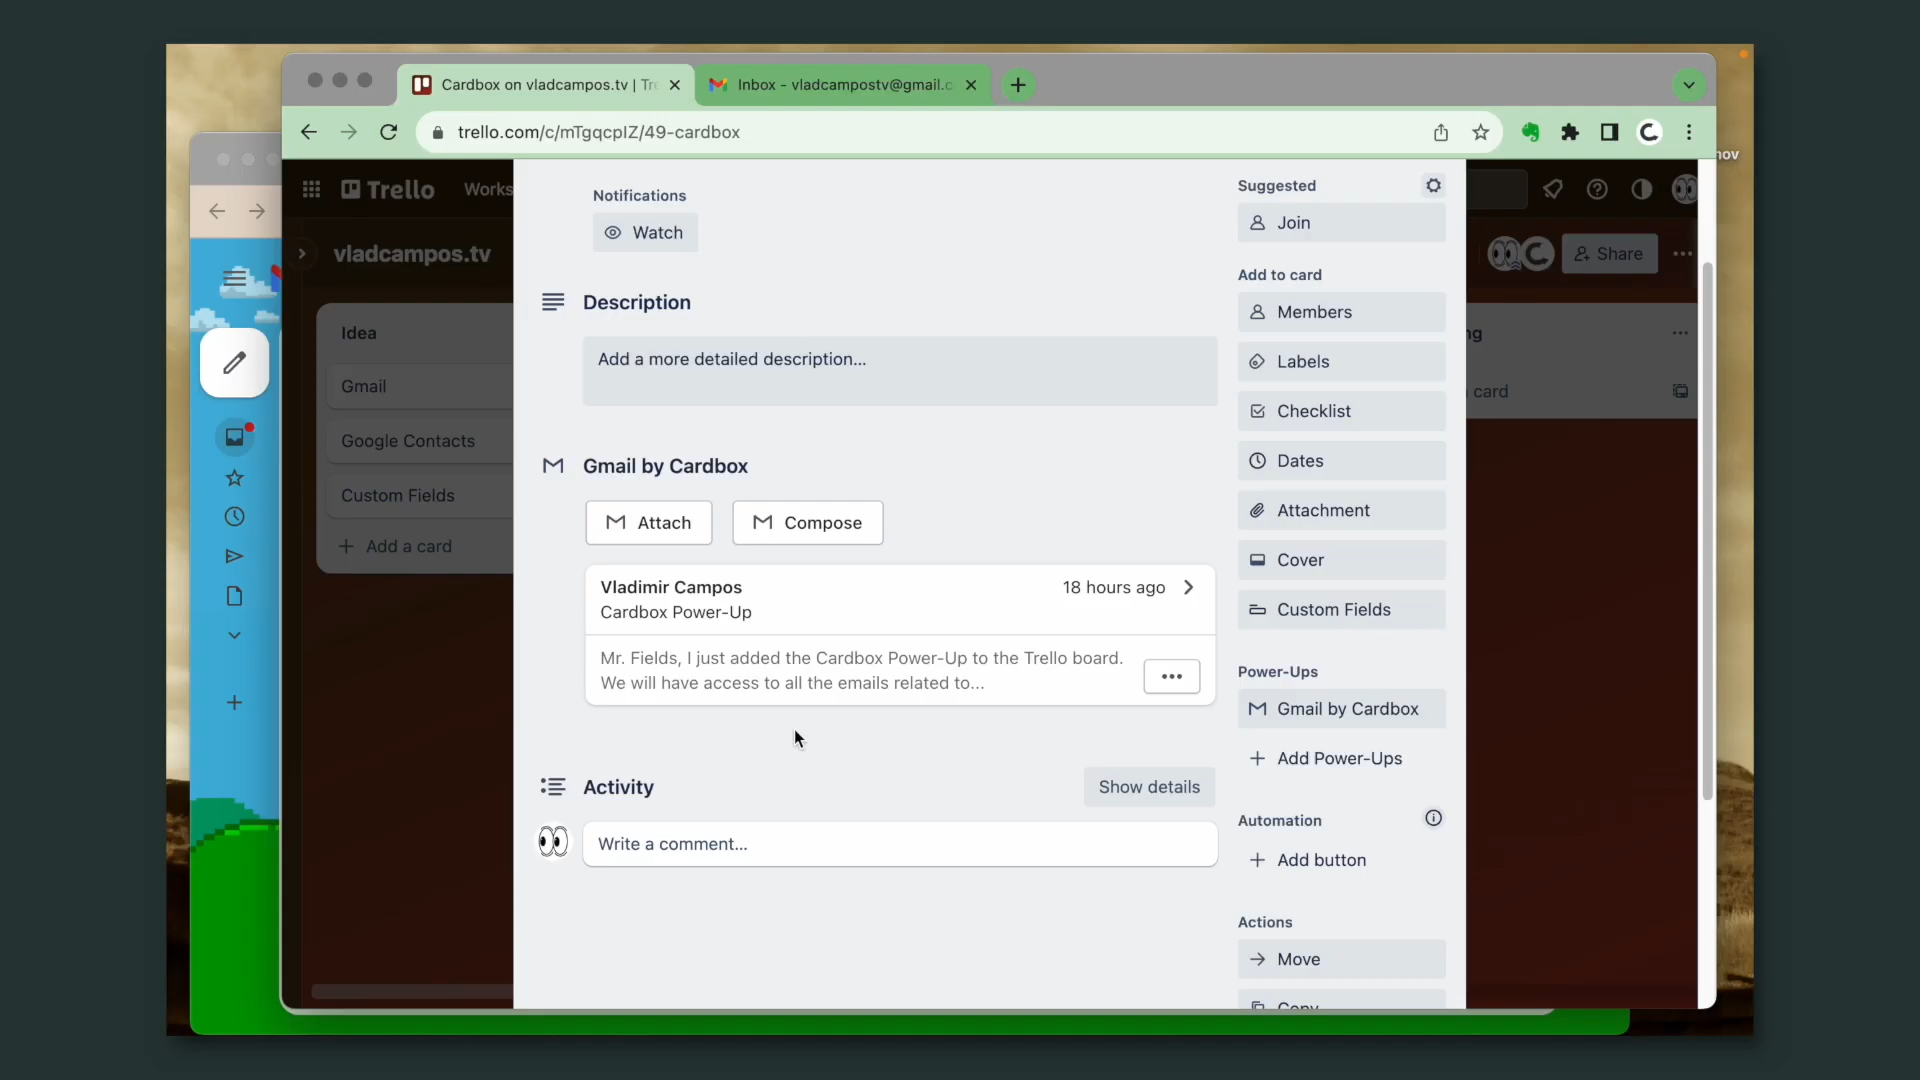 Cardbox on vladcampos.tv | Tre
Inbox - vladcampostv@gmail.c
trello.com/c/mTgqcpIZ/49-cardbox
Trello
Works
vladcampos.tv
Share
Idea
Gmail
Google Contacts
Custom Fields
Add a card
ng
card
nov
Notifications
Watch
Description
Add a more detailed description...
Gmail by Cardbox
Attach
Compose
Vladimir Campos
18 hours ago
Cardbox Power-Up
Mr. Fields, I just added the Cardbox Power-Up to the Trello board.
We will have access to all the emails related to...
Activity
Show details
Write a comment...
Suggested
Join
Add to card
Members
Labels
Checklist
Dates
Attachment
Cover
Custom Fields
Power-Ups
Gmail by Cardbox
Add Power-Ups
Automation
Add button
Actions
Move
Copy